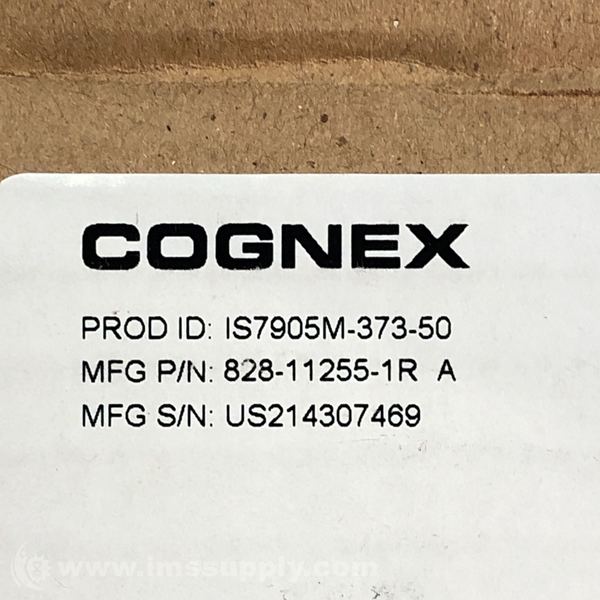 COGNEX
PROD ID: IS7905M-373-50
MFG P/N: 828-11255-1R A
MFG S/N: US214307469
www.imssupply.com